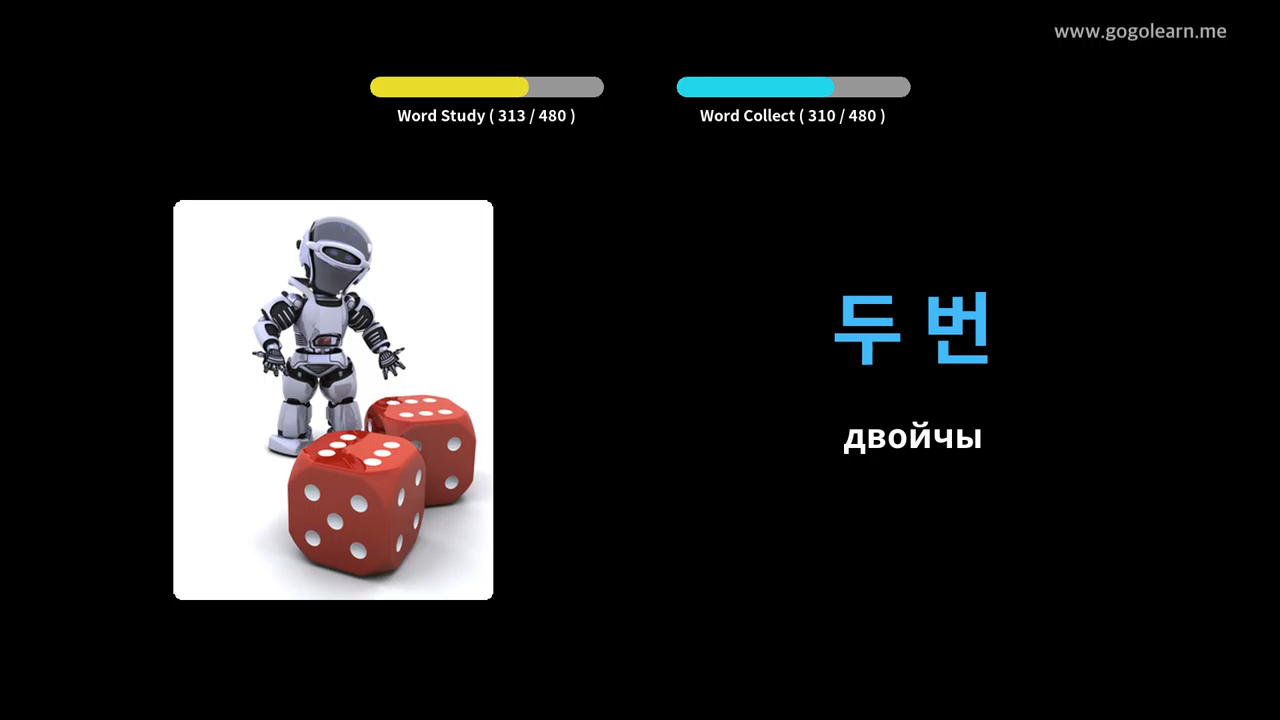 www.gogolearn.me
Word Study ( 313 / 480 )
Word Collect ( 310 / 480 )
두 번
двойчы